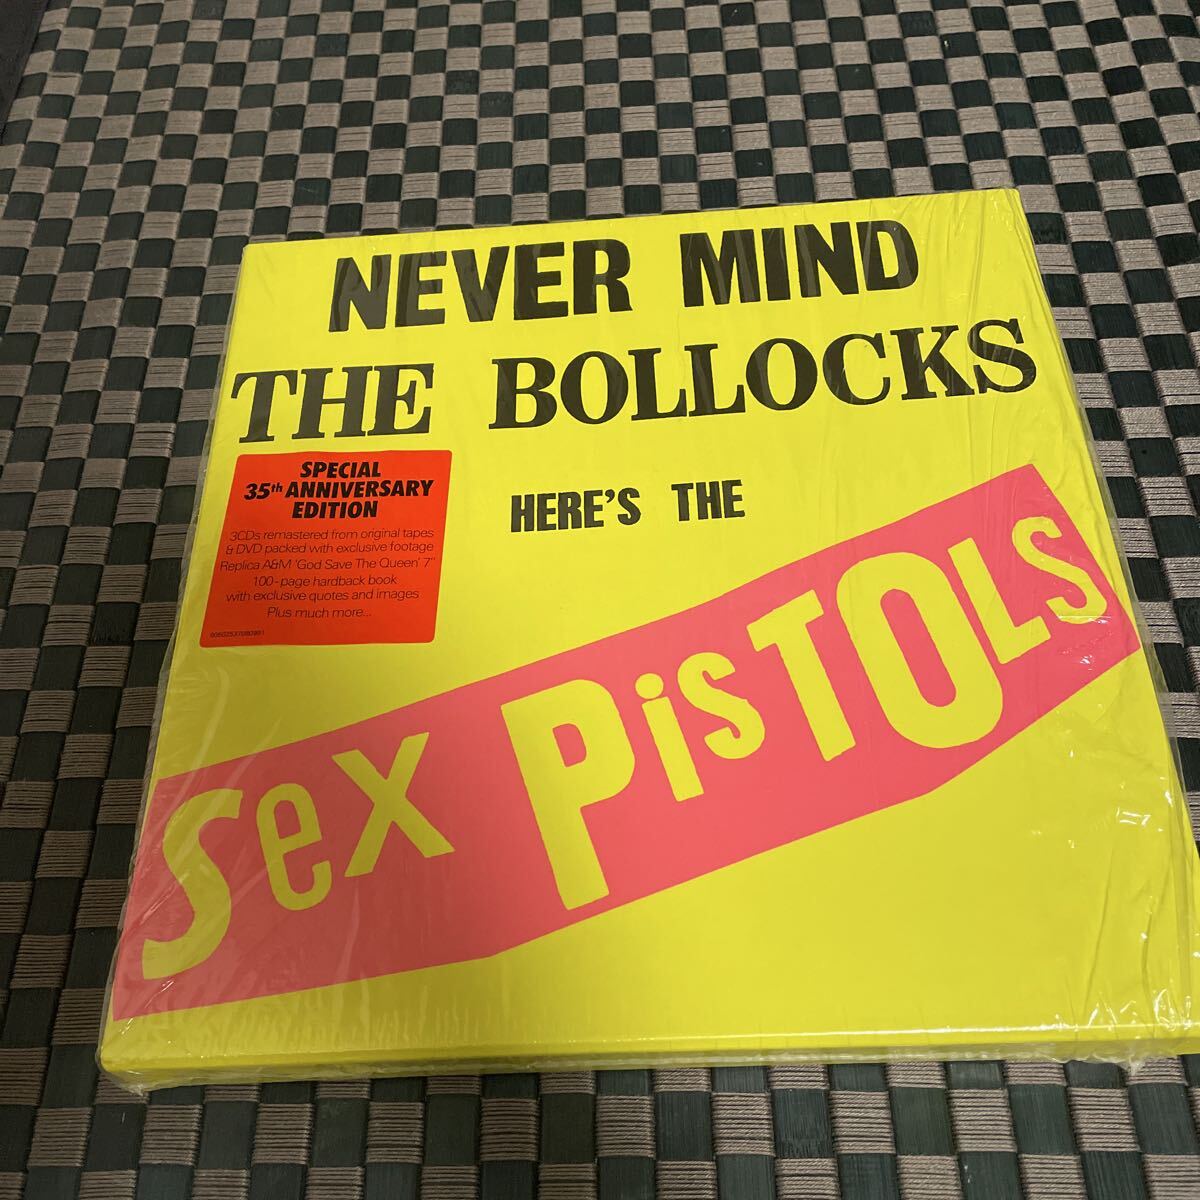 NEVER MIND
THE BOLLOCKS
SPECIAL
35th ANNIVERSARY
EDITION
3CDs remastered from original tapes
& DVD packed with exclusive footage
Replica A&M 'God Save The Queen' 7"
100-page hardback book
with exclusive quotes and images
Plus much more...
HERE'S THE
Sex PiSTOLS